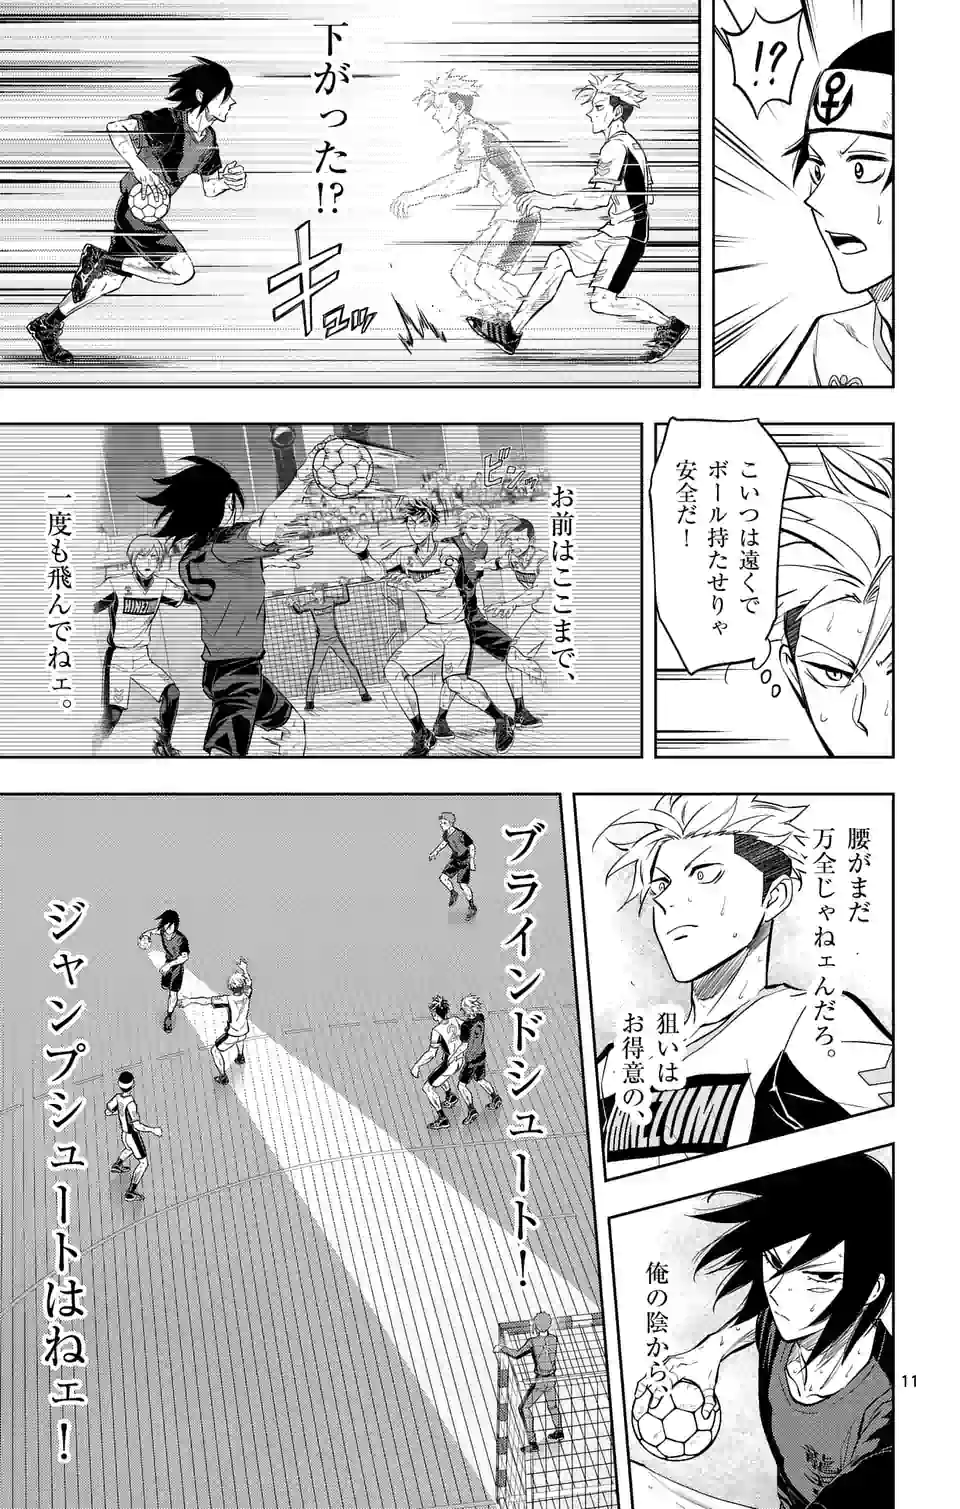 !?
下がった!?
キュッ
こいつは遠くで
ボール持たせりゃ
安全だ！
お前はここまで、
ビシッ
一度も飛んでねェ。
腰がまだ
万全じゃねェんだろ。
狙いは
お得意の、
俺の陰から、
ブラインドシュート！
ジャンプシュートはねェ！
11